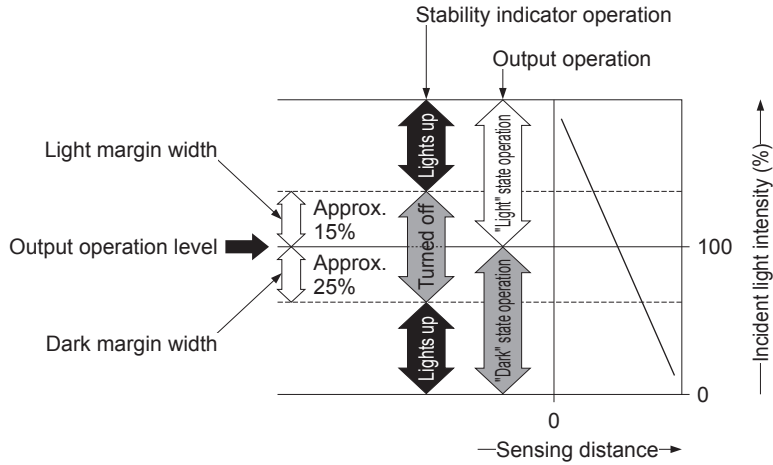 Stability indicator operation
Output operation
Light margin width
Approx.
15%
Output operation level
Approx.
25%
Dark margin width
Lights up
Turned off
Lights up
"Light" state operation
"Dark" state operation
100
0
Incident light intensity (%)
0
Sensing distance